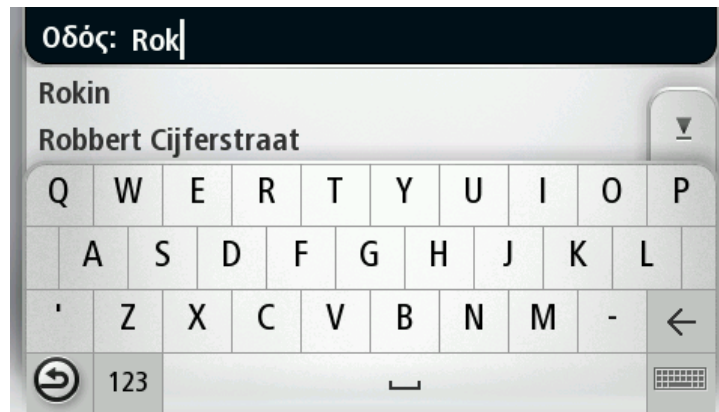 Οδός: Rok
Rokin
Robbert Cijferstraat
Q W E R T Y U I O P
A S D F G H J K L
' Z X C V B N M -
123